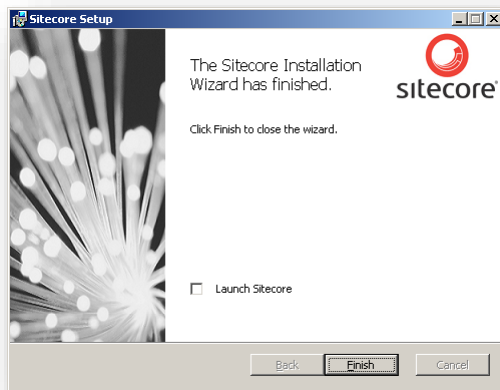 Sitecore Setup
The Sitecore Installation
Wizard has finished.
sitecore
Click Finish to close the wizard.
Launch Sitecore
Back
Finish
Cancel